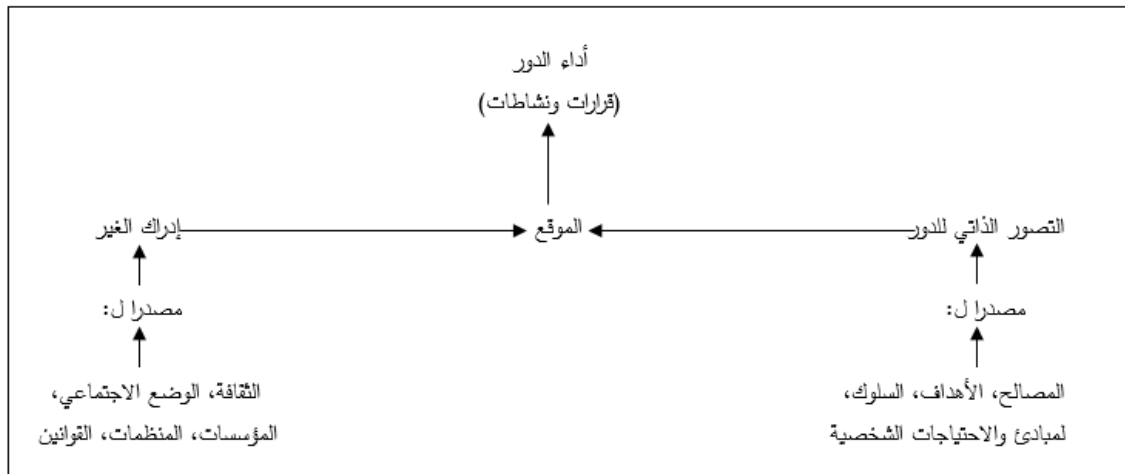 أداء الدور
(قرارات ونشاطات)
التصور الذاتي للدور
الموقع
إدراك الغير
مصدرا ل:
مصدرا ل:
المصالح، الأهداف، السلوك،
لمبادئ والاحتياجات الشخصية
الثقافة، الوضع الاجتماعي،
المؤسسات، المنظمات، القوانين